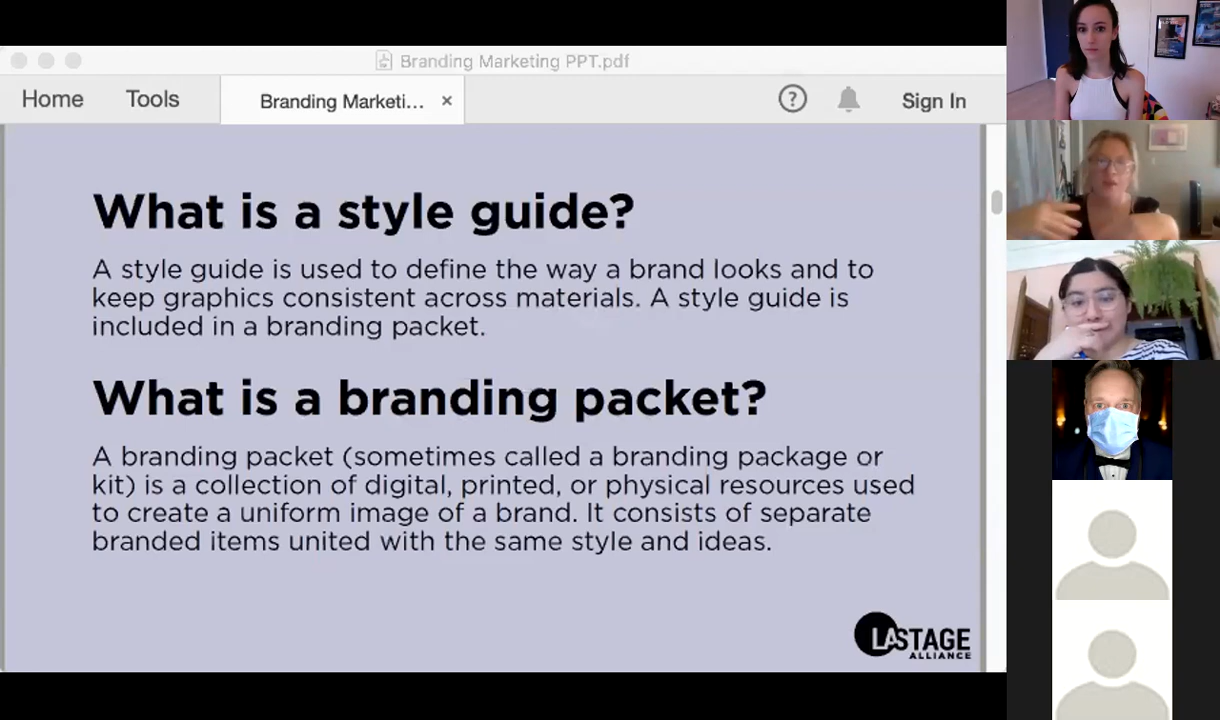 Branding Marketing PPT.pdf
Home Tools Branding Marketi... × ? Sign In
What is a style guide?
A style guide is used to define the way a brand looks and to
keep graphics consistent across materials. A style guide is
included in a branding packet.
What is a branding packet?
A branding packet (sometimes called a branding package or
kit) is a collection of digital, printed, or physical resources used
to create a uniform image of a brand. It consists of separate
branded items united with the same style and ideas.
LA STAGE
ALLIANCE